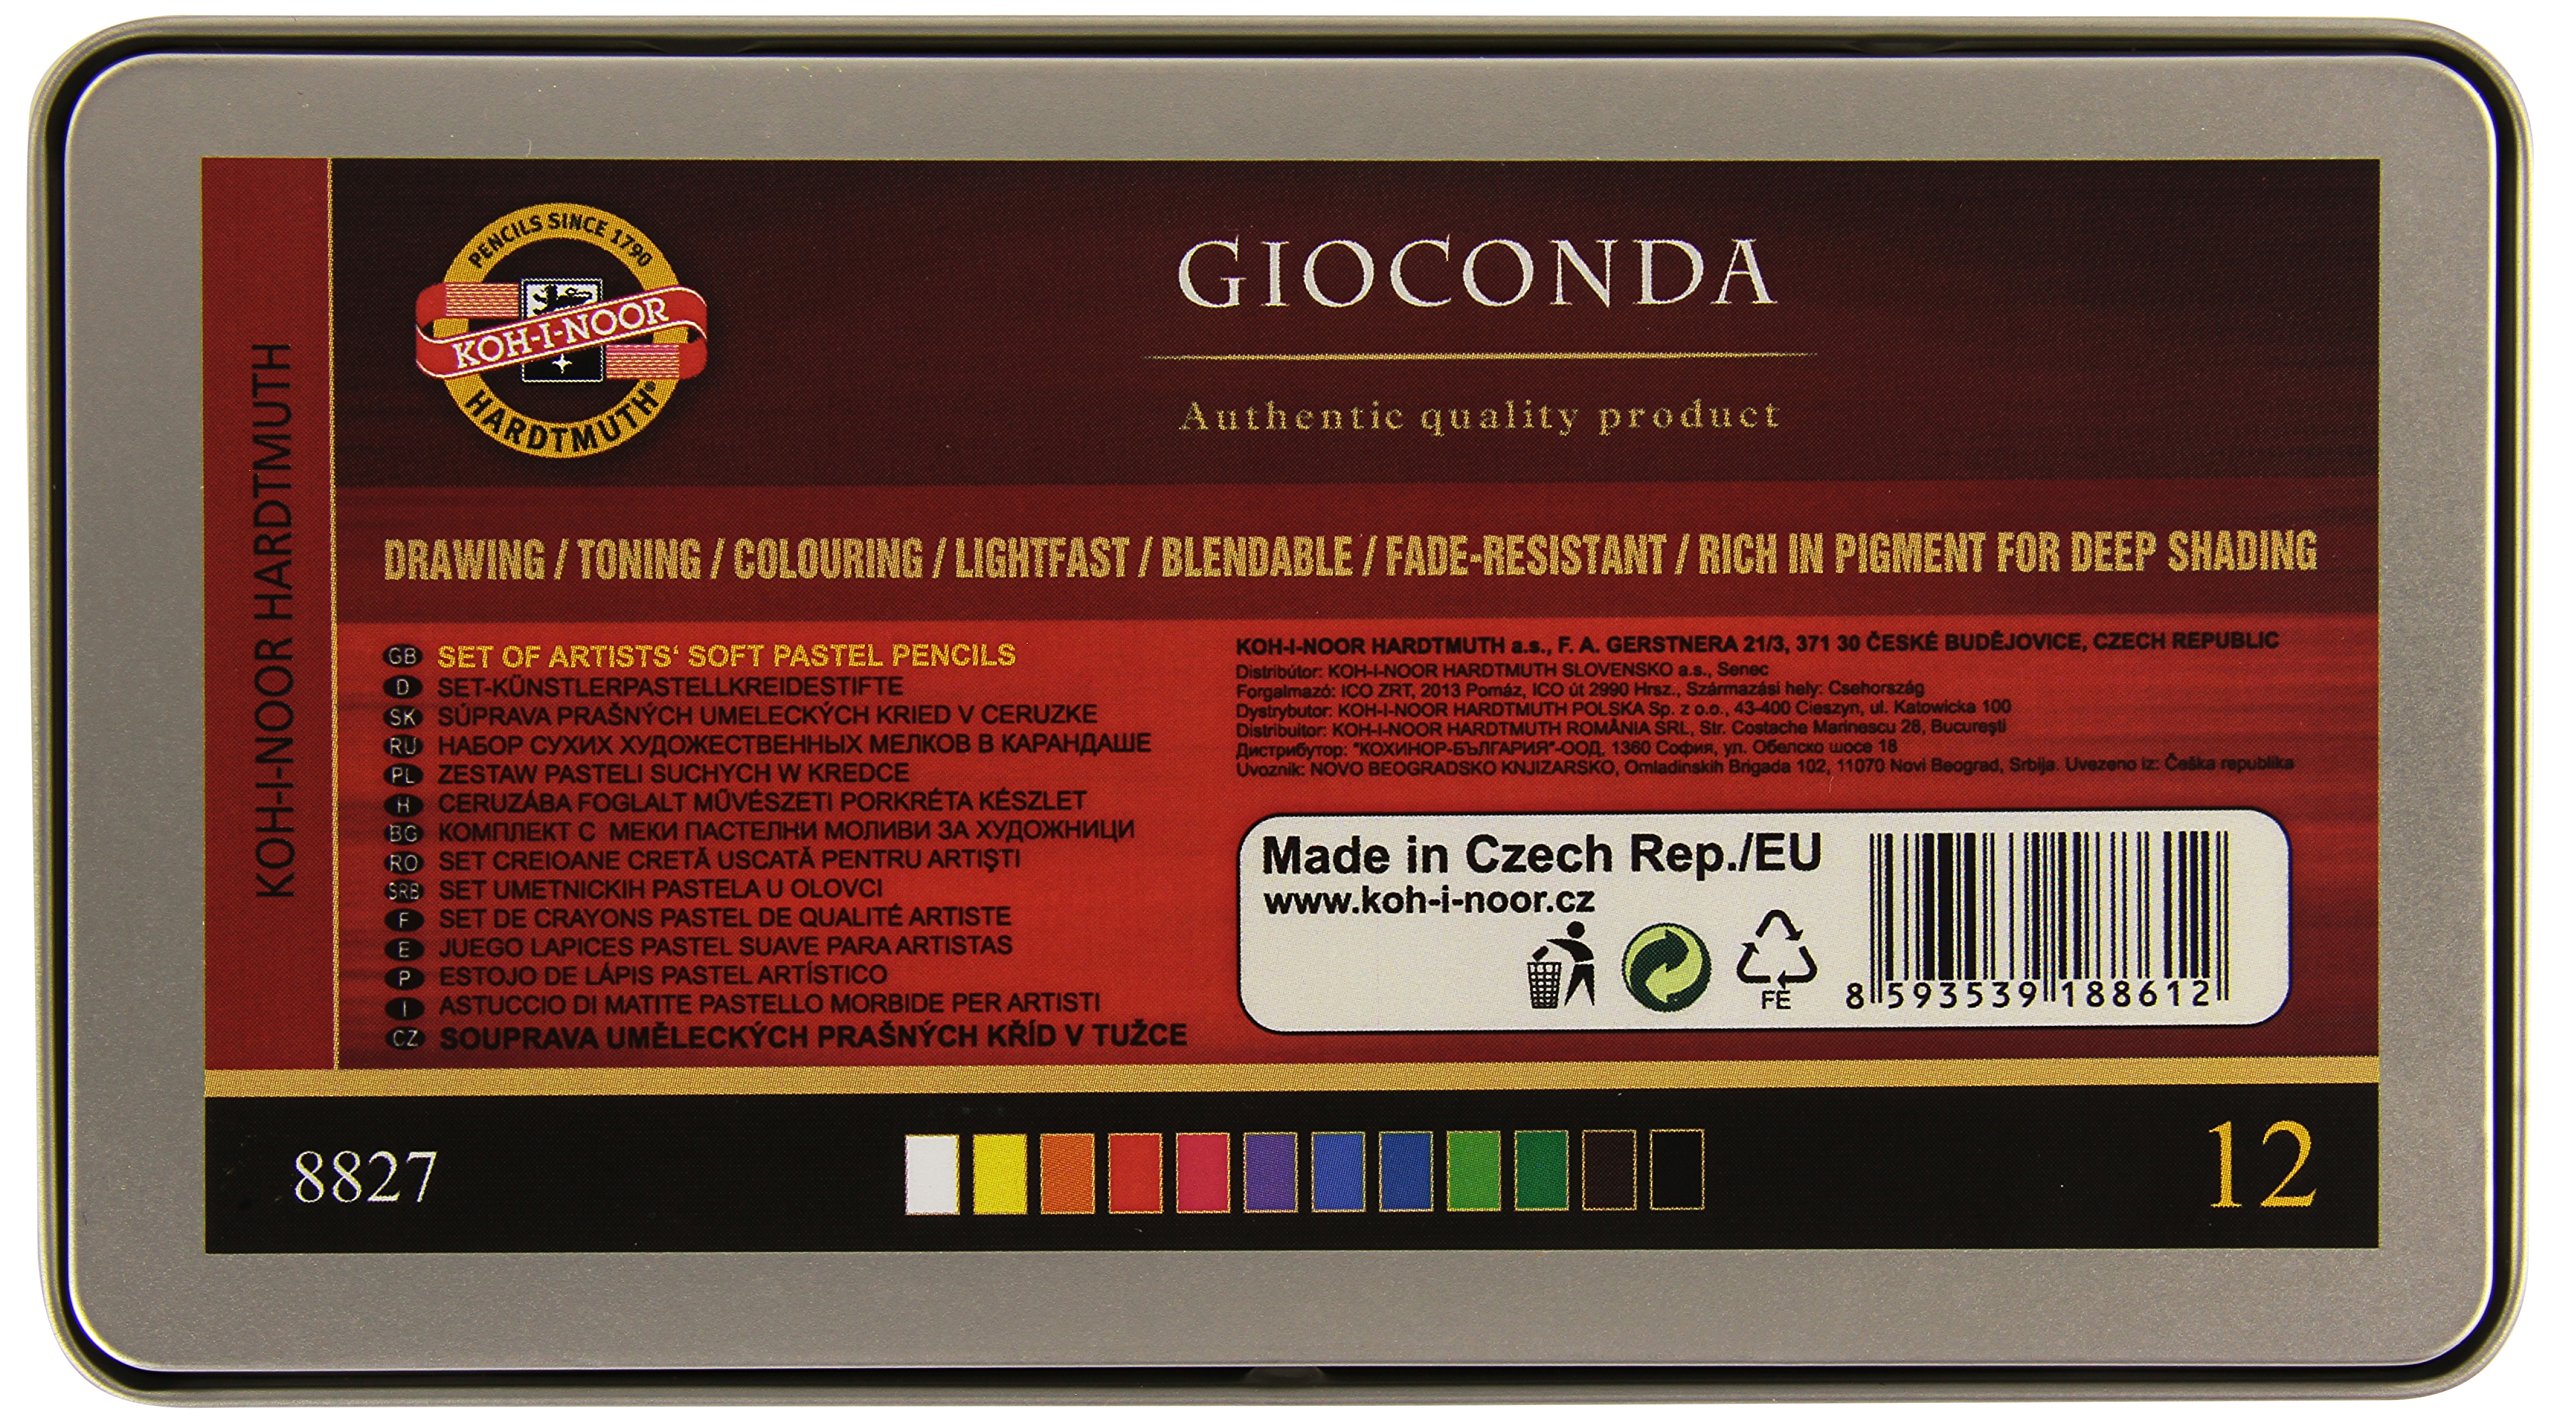 PENCILS SINCE 1790
KOH-I-NOOR
HARDTMUTH®
KOH-I-NOOR HARDTMUTH
GIOCONDA
Authentic quality product
DRAWING / TONING / COLOURING / LIGHTFAST / BLENDABLE / FADE-RESISTANT / RICH IN PIGMENT FOR DEEP SHADING
GB SET OF ARTISTS‘ SOFT PASTEL PENCILS
D SET-KÜNSTLERPASTELLKREIDESTIFTE
SK SÚPRAVA PRAŠNÝCH UMELECKÝCH KRIED V CERUZKE
RU НАБОР СУХИХ ХУДОЖЕСТВЕННЫХ МЕЛКОВ В КАРАНДАШЕ
PL ZESTAW PASTELI SUCHYCH W KREDCE
H CERUZÁBA FOGLALT MŰVÉSZETI PORKRÉTA KÉSZLET
BG КОМПЛЕКТ С МЕКИ ПАСТЕЛНИ МОЛИВИ ЗА ХУДОЖНИЦИ
RO SET CREIOANE CRETĂ USCATĂ PENTRU ARTIŞTI
SRB SET UMETNICKIH PASTELA U OLOVCI
F SET DE CRAYONS PASTEL DE QUALITÉ ARTISTE
E JUEGO LAPICES PASTEL SUAVE PARA ARTISTAS
P ESTOJO DE LÁPIS PASTEL ARTÍSTICO
I ASTUCCIO DI MATITE PASTELLO MORBIDE PER ARTISTI
CZ SOUPRAVA UMĚLECKÝCH PRAŠNÝCH KŘÍD V TUŽCE
KOH-I-NOOR HARDTMUTH a.s., F. A. GERSTNERA 21/3, 371 30 ČESKÉ BUDĚJOVICE, CZECH REPUBLIC
Distribútor: KOH-I-NOOR HARDTMUTH SLOVENSKO a.s., Senec
Forgalmazó: ICO ZRT, 2013 Pomáz, ICO út 2990 Hrsz., Származási hely: Csehország
Dystrybutor: KOH-I-NOOR HARDTMUTH POLSKA Sp. z o.o., 43-400 Cieszyn, ul. Katowicka 100
Distribuitor: KOH-I-NOOR HARDTMUTH ROMÂNIA SRL, Str. Costache Marinescu 28, Bucureşti
Дистрибутор: "КОХИНОР-БЪЛГАРИЯ"-ООД, 1360 София, ул. Обелско шосе 18
Uvoznik: NOVO BEOGRADSKO KNJIZARSKO, Omladinskih Brigada 102, 11070 Novi Beograd, Srbija. Uvezeno iz: Češka republika
Made in Czech Rep./EU
www.koh-i-noor.cz
FE
8 593539 188612
8827
12